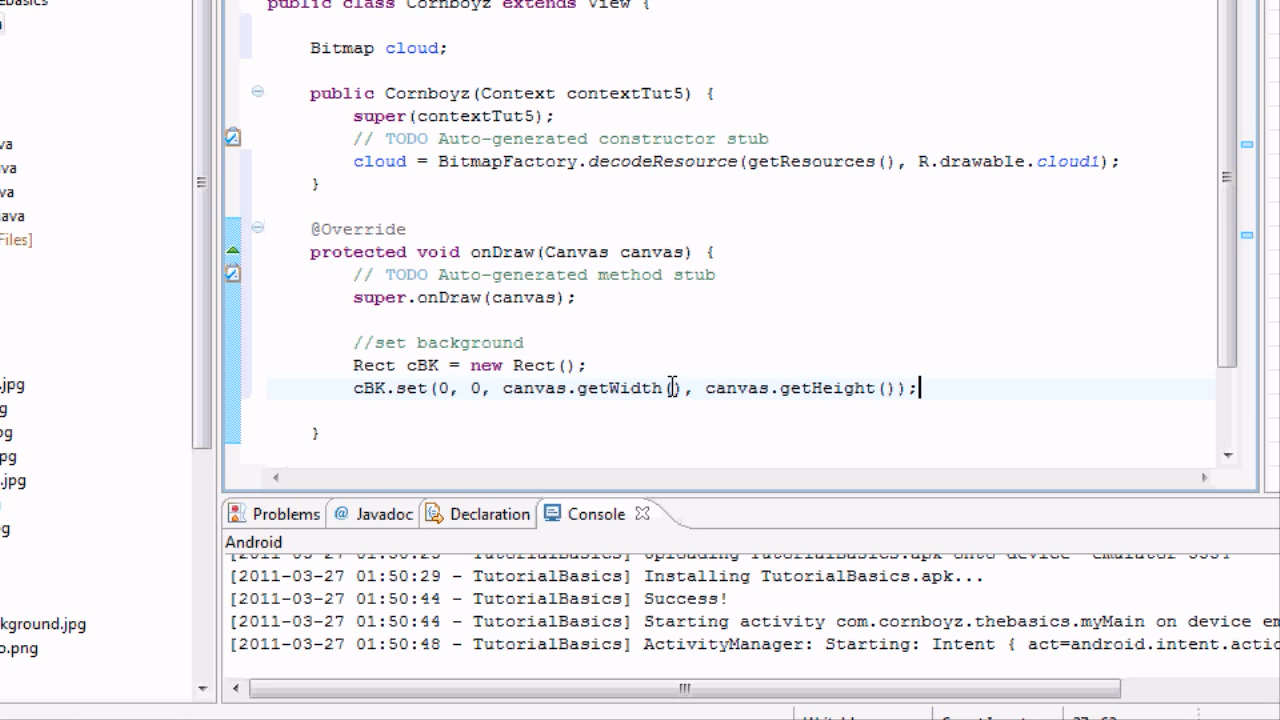 ebasics
public class Cornboyz extends View {
Bitmap cloud;
public Cornboyz(Context contextTut5) {
super(contextTut5);
// TODO Auto-generated constructor stub
cloud = BitmapFactory.decodeResource(getResources(), R.drawable.cloud1);
}
@Override
protected void onDraw(Canvas canvas) {
// TODO Auto-generated method stub
super.onDraw(canvas);
//set background
Rect cBK = new Rect();
cBK.set(0, 0, canvas.getWidth(), canvas.getHeight());
}
va
va
va
ava
Files]
.jpg
g
pg
pg
.jpg
g
kground.jpg
o.png
Problems Javadoc Declaration Console
Android
[2011-03-27 01:50:29 - TutorialBasics] Installing TutorialBasics.apk...
[2011-03-27 01:50:44 - TutorialBasics] Success!
[2011-03-27 01:50:44 - TutorialBasics] Starting activity com.cornboyz.thebasics.myMain on device em
[2011-03-27 01:50:48 - TutorialBasics] ActivityManager: Starting: Intent { act=android.intent.actio